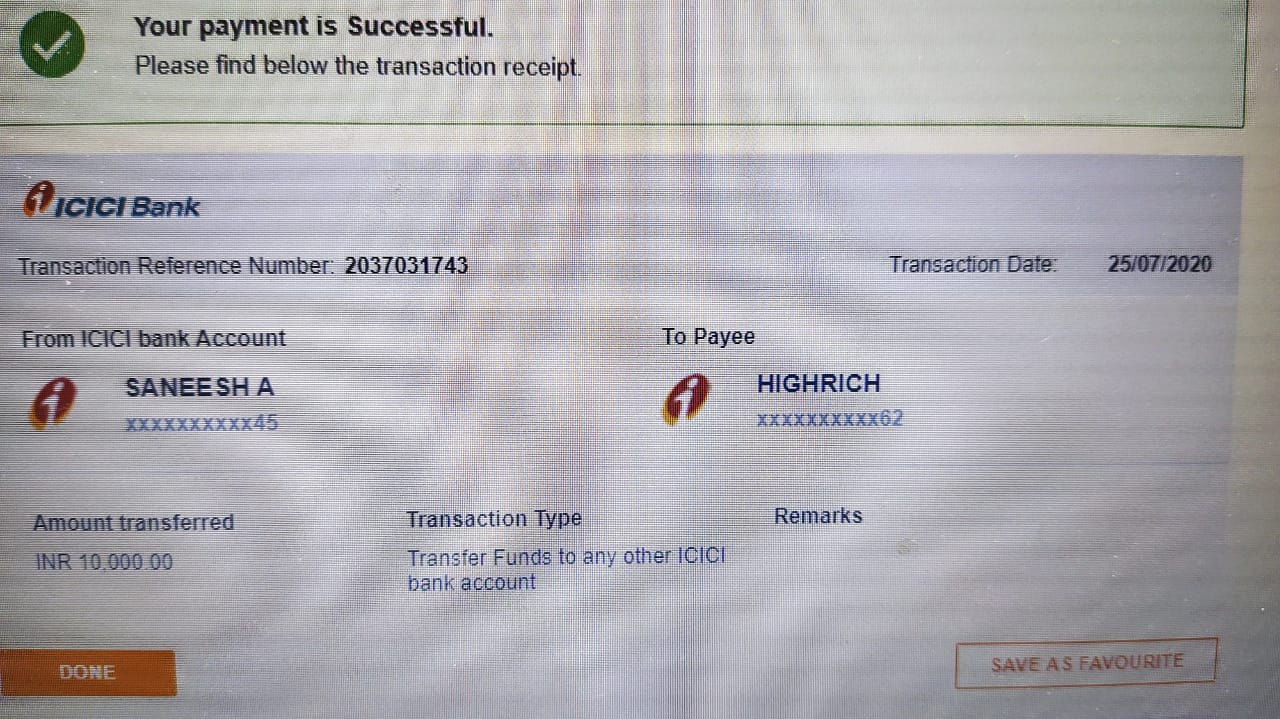 Your payment is Successful.
Please find below the transaction receipt.
ICICI Bank
Transaction Reference Number: 2037031743
Transaction Date: 25/07/2020
From ICICI bank Account
To Payee
SANEESH A
HIGHRICH
xxxxxxxxxx45
xxxxxxxxxx62
Amount transferred
Transaction Type
Remarks
INR 10,000.00
Transfer Funds to any other ICICI
bank account
DONE
SAVE AS FAVOURITE